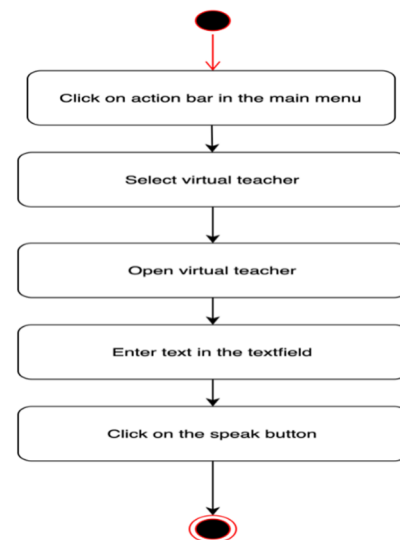 Click on action bar in the main menu
Select virtual teacher
Open virtual teacher
Enter text in the textfield
Click on the speak button